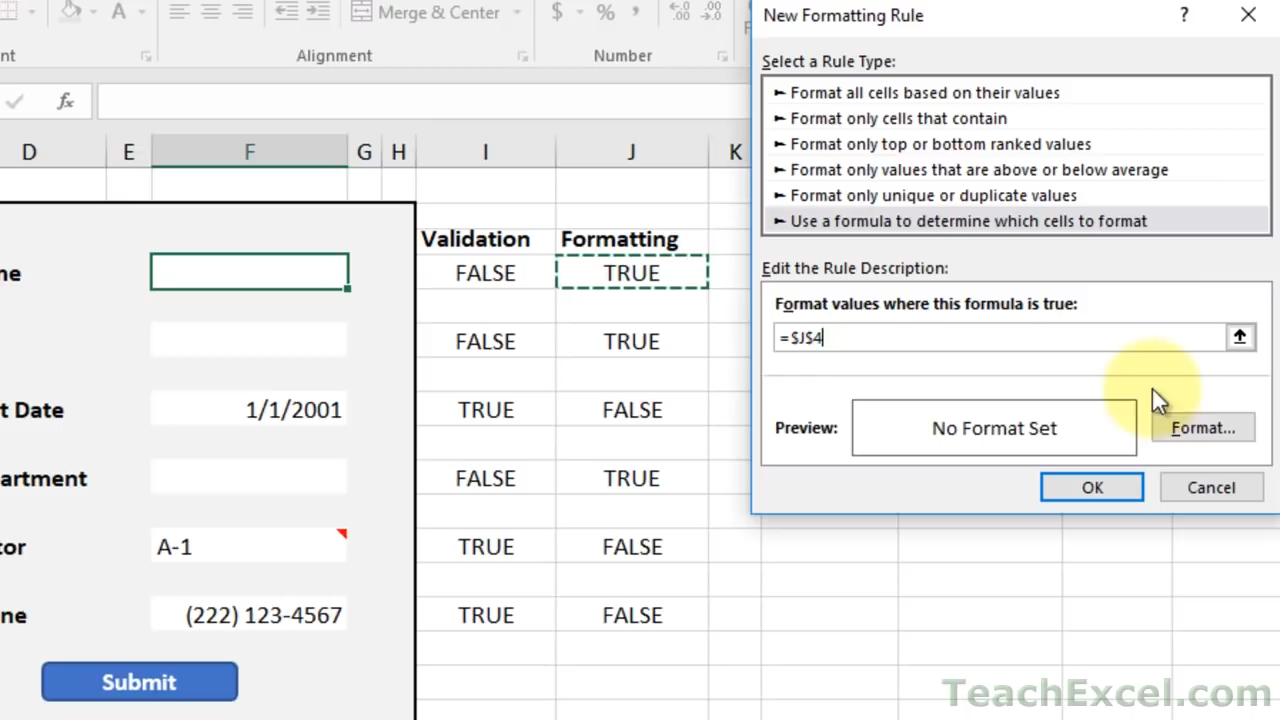 A
Merge & Center
$ % ,
.00 →.0
nt
Alignment
Number
fx
D E F G H I J K
Validation Formatting
me
FALSE TRUE
FALSE TRUE
t Date 1/1/2001 TRUE FALSE
artment FALSE TRUE
tor A-1 TRUE FALSE
ne (222) 123-4567 TRUE FALSE
Submit
New Formatting Rule
?
Select a Rule Type:
► Format all cells based on their values
► Format only cells that contain
► Format only top or bottom ranked values
► Format only values that are above or below average
► Format only unique or duplicate values
► Use a formula to determine which cells to format
Edit the Rule Description:
Format values where this formula is true:
=$J$4
Preview: No Format Set Format...
OK Cancel
TeachExcel.com